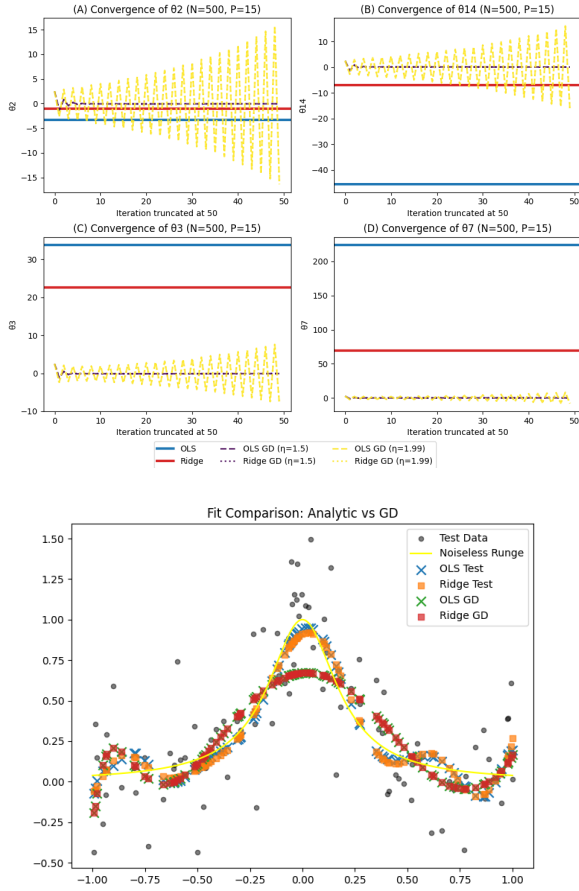 (A) Convergence of θ2 (N=500, P=15)
15
10
5
0
−5
−10
−15
θ2
0 10 20 30 40 50
Iteration truncated at 50
(B) Convergence of θ14 (N=500, P=15)
10
0
−10
−20
−30
−40
θ14
0 10 20 30 40 50
Iteration truncated at 50
(C) Convergence of θ3 (N=500, P=15)
30
20
10
0
−10
θ3
0 10 20 30 40 50
Iteration truncated at 50
(D) Convergence of θ7 (N=500, P=15)
200
150
100
50
0
θ7
0 10 20 30 40 50
Iteration truncated at 50
OLS OLS GD (η=1.5) OLS GD (η=1.99)
Ridge Ridge GD (η=1.5) Ridge GD (η=1.99)
Fit Comparison: Analytic vs GD
1.50
1.25
1.00
0.75
0.50
0.25
0.00
−0.25
−0.50
Test Data
Noiseless Runge
OLS Test
Ridge Test
OLS GD
Ridge GD
−1.00 −0.75 −0.50 −0.25 0.00 0.25 0.50 0.75 1.00